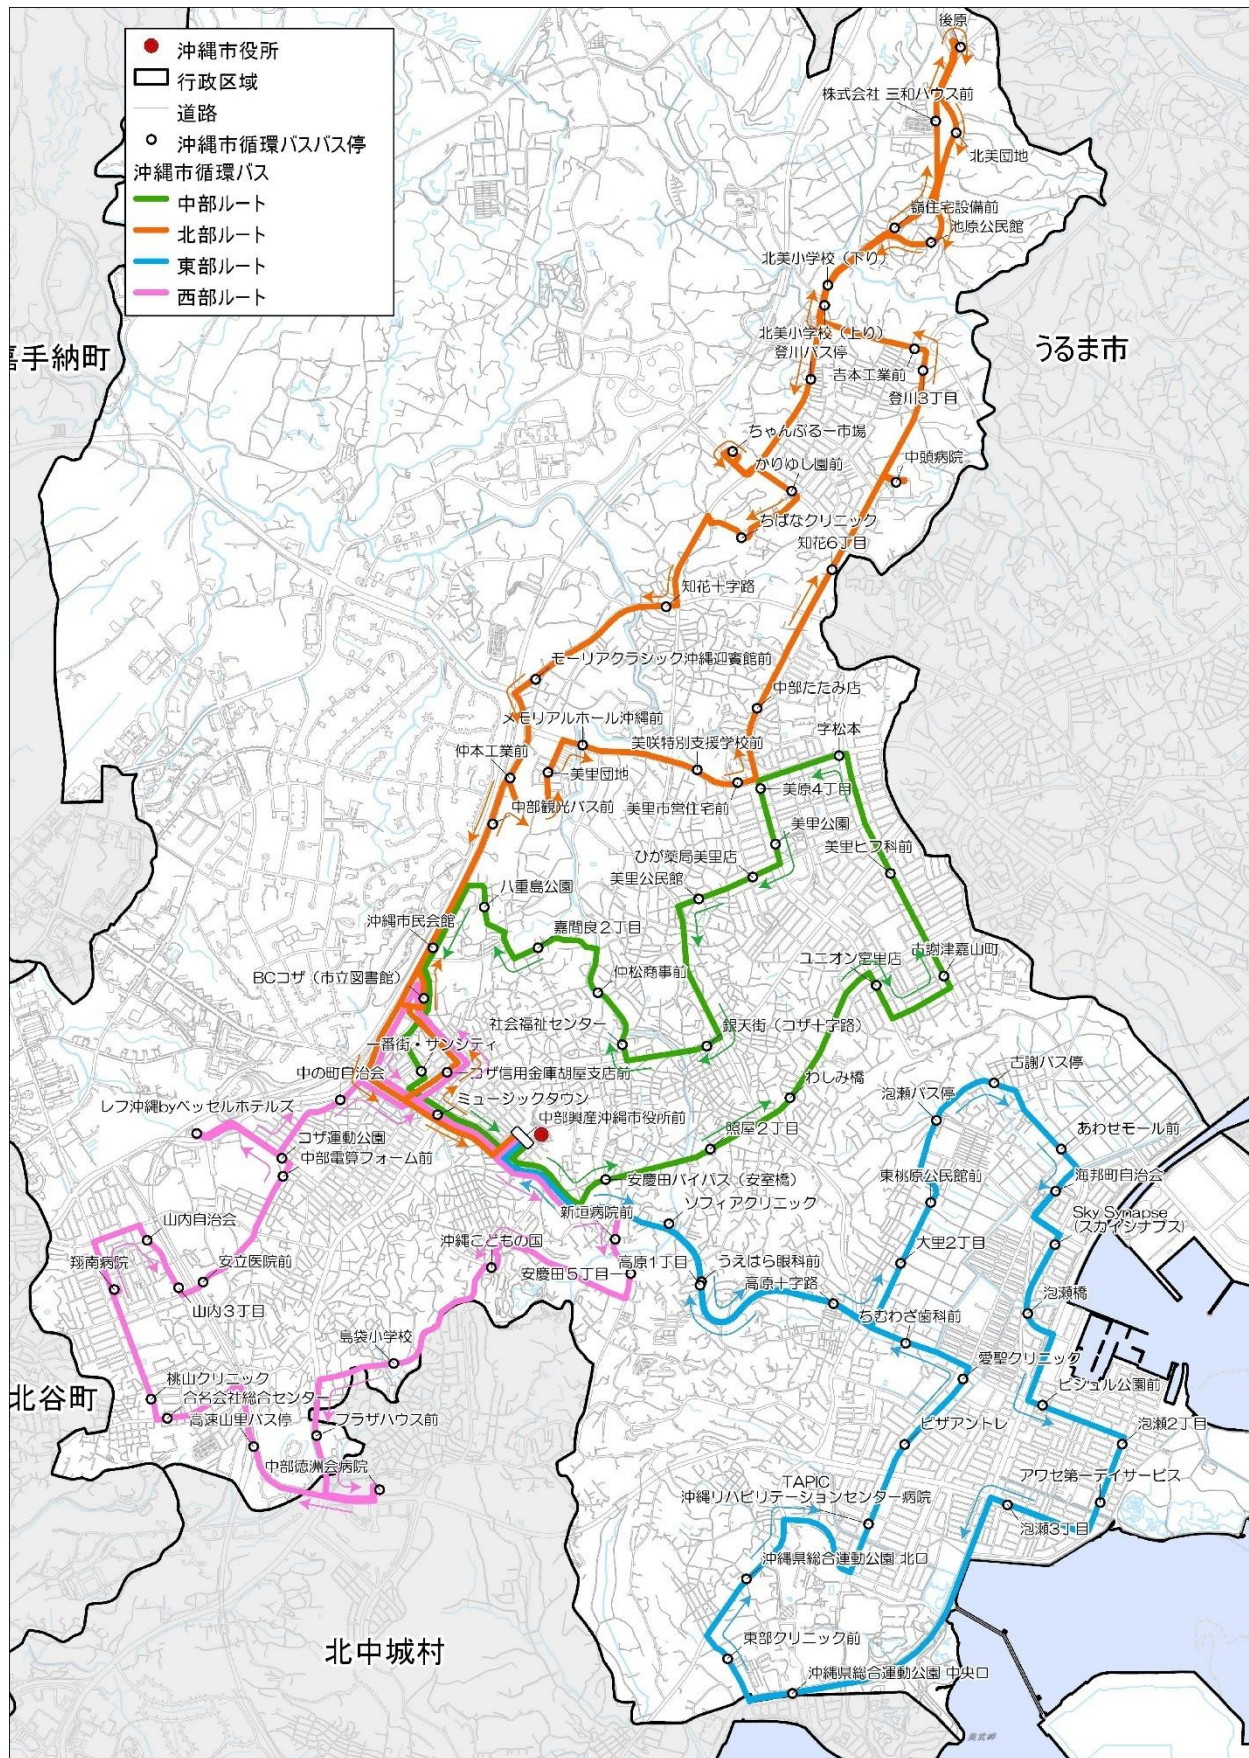 沖縄市役所
行政区域
道路
沖縄市循環バスバス停
沖縄市循環バス
中部ルート
北部ルート
東部ルート
西部ルート
後原
株式会社 三和ハウス前
北美団地
嶺住宅設備前
池原公民館
北美小学校（下り）
北美小学校（上り）
登川バス停
吉本工業前
登川3丁目
嘉手納町
うるま市
ちゃんぷるー市場
かりゆし園前
中頭病院
ちばなクリニック
知花6丁目
知花十字路
モーリアクラシック沖縄迎賓館前
中部たたみ店
メモリアルホール沖縄前
字松本
仲本工業前
美咲特別支援学校前
美里団地
美原4丁目
中部観光バス前
美里市営住宅前
美里公園
美里ヒフ科前
ひが薬局美里店
美里公民館
八重島公園
沖縄市民会館
嘉間良2丁目
古謝津嘉山町
ユニオン宮里店
BCコザ（市立図書館）
仲松商事前
社会福祉センター
銀天街（コザ十字路）
一番街・サンシティ
中の町自治会
コザ信用金庫胡屋支店前
わしみ橋
古謝バス停
レフ沖縄byベッセルホテルズ
ミュージックタウン
中部興産沖縄市役所前
照屋2丁目
泡瀬バス停
コザ運動公園
中部電算フォーム前
あわせモール前
安慶田バイパス（安室橋）
東桃原公民館前
海邦町自治会
新垣病院前
ソフィアクリニック
Sky Synapse
（スカイシナプス）
山内自治会
沖縄こどもの国
高原1丁目
大里2丁目
翔南病院
安立医院前
安慶田5丁目
うえはら眼科前
高原十字路
山内3丁目
ちむわざ歯科前
泡瀬橋
島袋小学校
愛聖クリニック
桃山クリニック
北谷町
合名会社総合センター
ビジュル公園前
高速山里バス停
プラザハウス前
ピザアントレ
泡瀬2丁目
中部徳洲会病院
TAPIC
沖縄リハビリテーションセンター病院
アワセ第一デイサービス
泡瀬3丁目
沖縄県総合運動公園 北口
北中城村
東部クリニック前
沖縄県総合運動公園 中央口